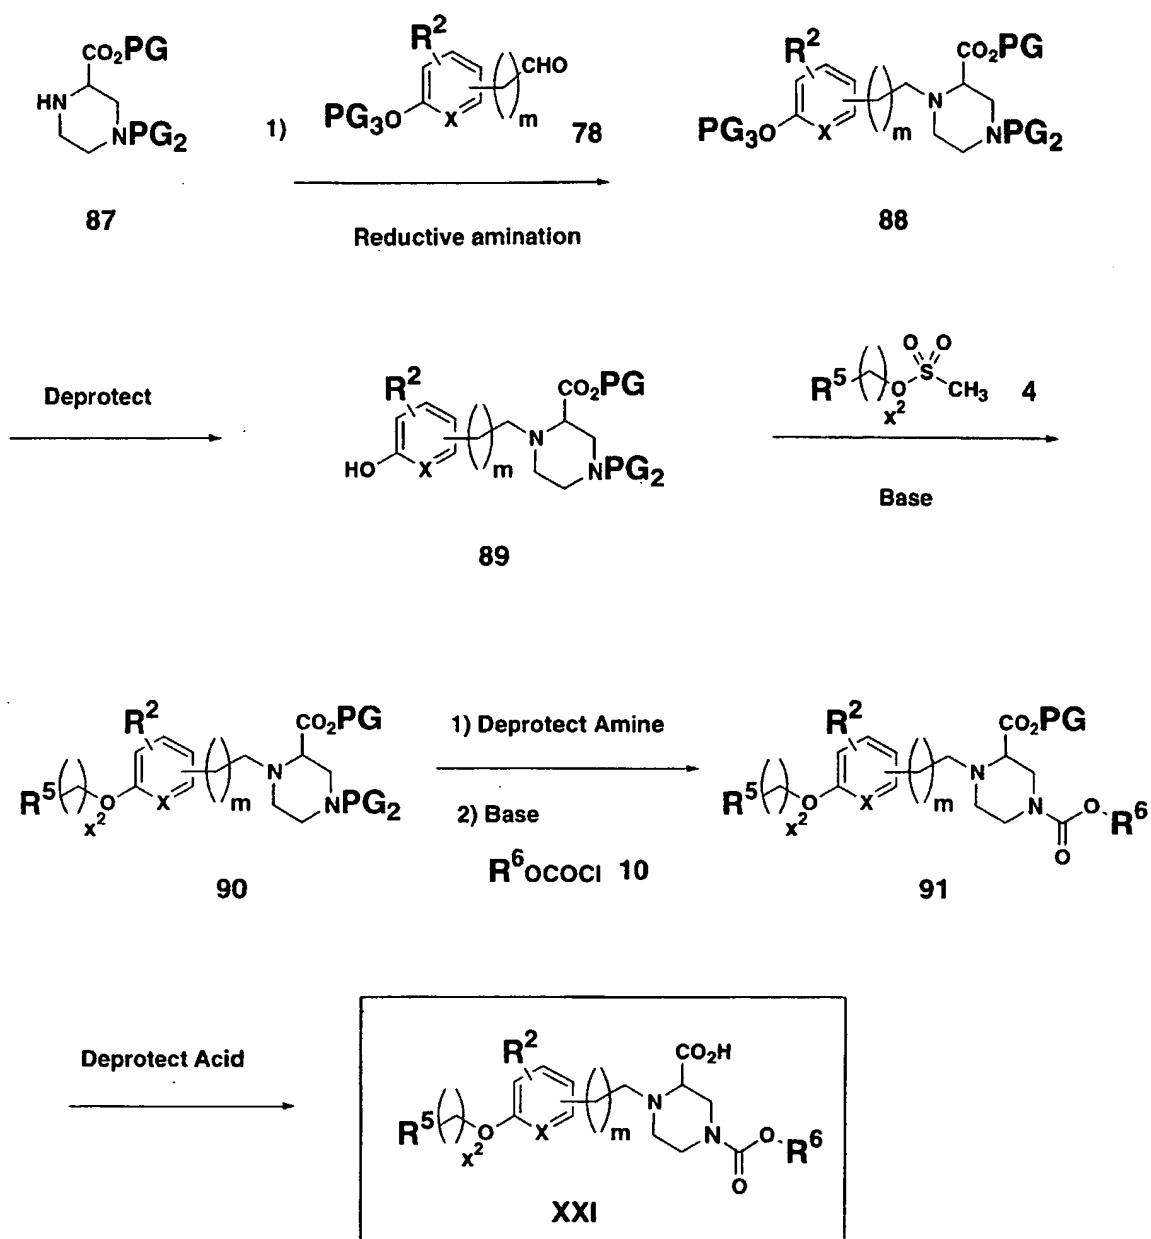 CO₂PG
HN
NPG₂
87
1)
R²
CHO
m
PG₃O
X
78
Reductive amination
R²
CO₂PG
PG₃O
X
m
N
NPG₂
88
Deprotect
R²
CO₂PG
HO
X
m
N
NPG₂
89
O O
S
R⁵
O
CH₃
x²
4
Base
R²
CO₂PG
R⁵
x²
O
X
m
N
NPG₂
90
1) Deprotect Amine
2) Base
R⁶OCOCl 10
R²
CO₂PG
R⁵
x²
O
X
m
N
N
O
R⁶
O
91
Deprotect Acid
R²
CO₂H
R⁵
x²
O
X
m
N
N
O
R⁶
O
XXI